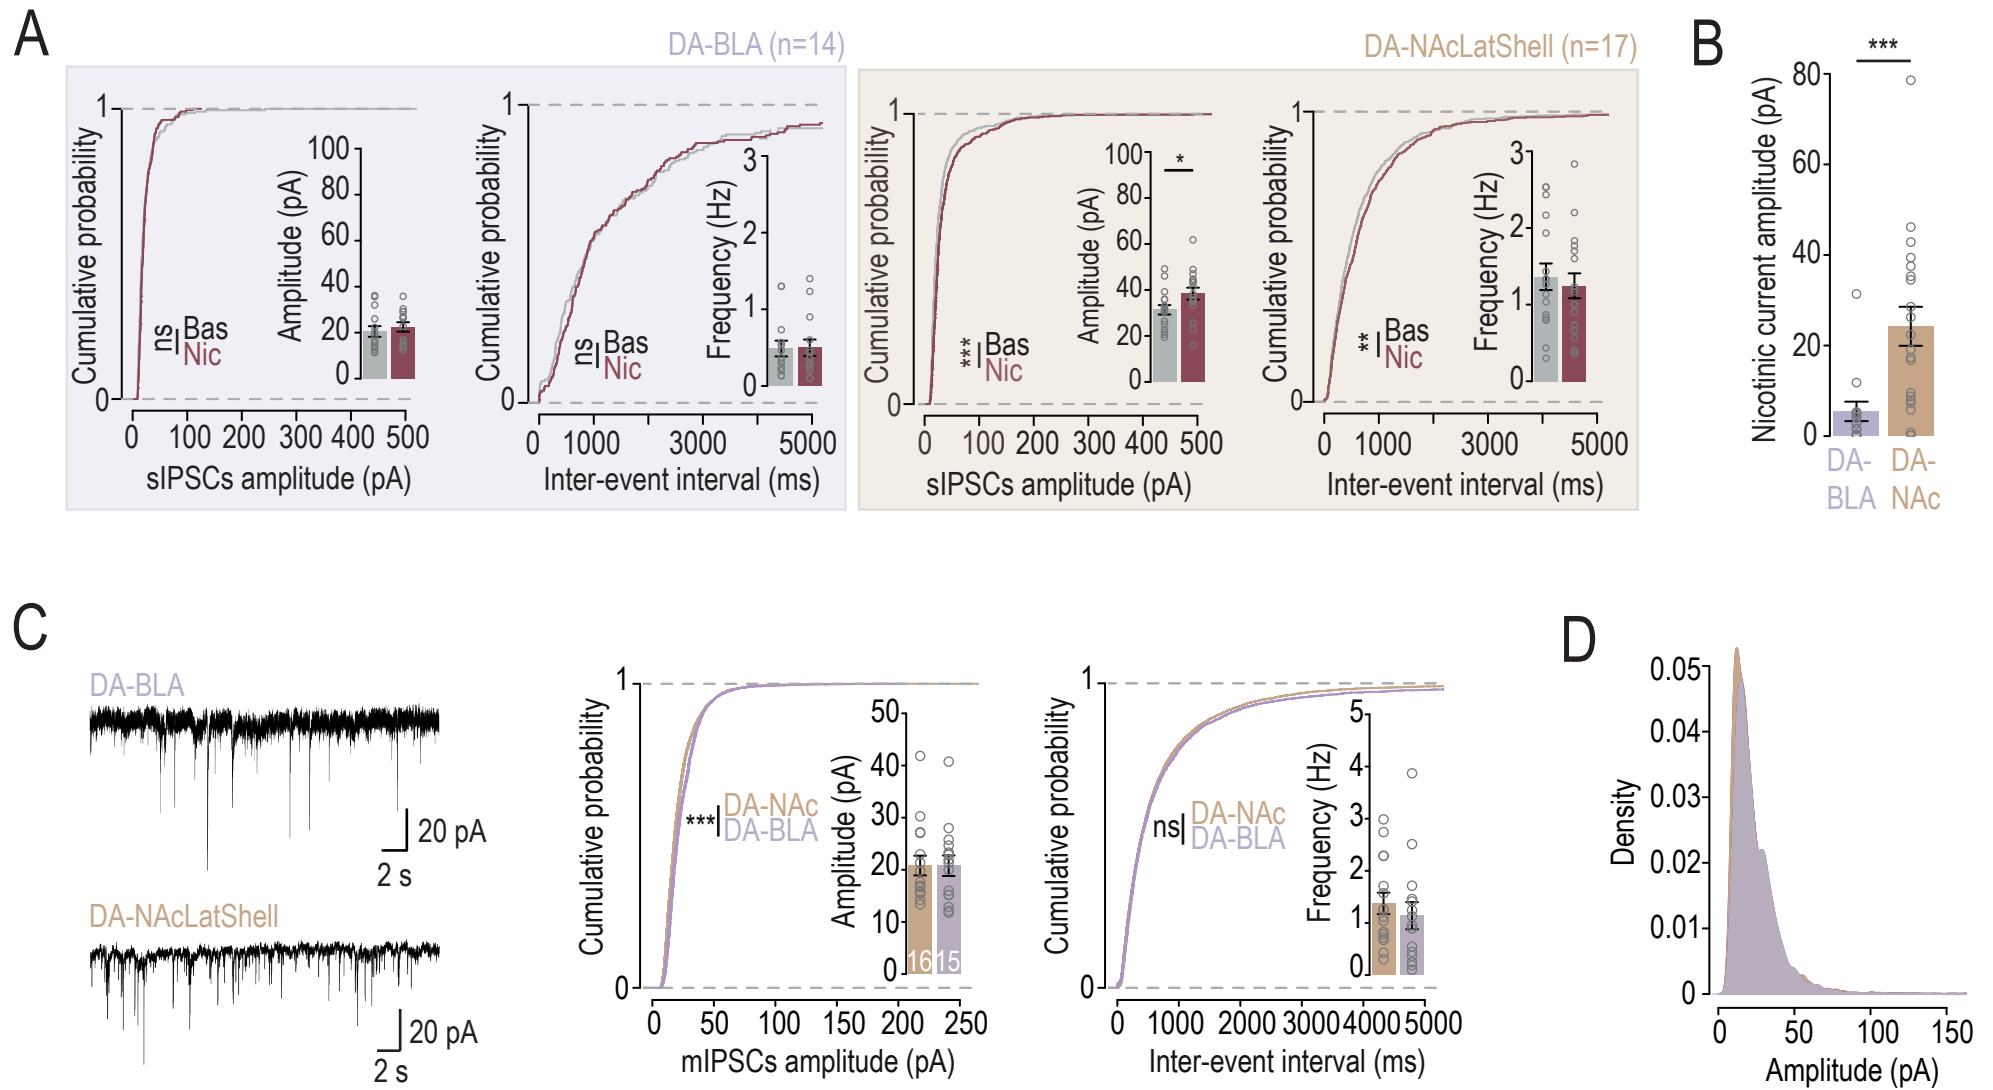 A
DA-BLA (n=14)
DA-NAcLatShell (n=17)
B
Cumulative probability
1
0
0 100 200 300 400 500
sIPSCs amplitude (pA)
ns
Bas
Nic
Amplitude (pA)
100
80
60
40
20
0
Cumulative probability
1
0
0 1000 3000 5000
Inter-event interval (ms)
ns
Bas
Nic
Frequency (Hz)
3
2
1
0
Cumulative probability
1
0
0 100 200 300 400 500
sIPSCs amplitude (pA)
***
Bas
Nic
Amplitude (pA)
100
80
60
40
20
0
*
Cumulative probability
1
0
0 1000 3000 5000
Inter-event interval (ms)
**
Bas
Nic
Frequency (Hz)
3
2
1
0
Nicotinic current amplitude (pA)
***
80
60
40
20
0
DA-
BLA
DA-
NAc
C
DA-BLA
20 pA
2 s
DA-NAcLatShell
20 pA
2 s
Cumulative probability
1
0
0 50 100 150 200 250
mIPSCs amplitude (pA)
***
DA-NAc
DA-BLA
Amplitude (pA)
50
40
30
20
10
0
16 15
Cumulative probability
1
0
0 1000 2000 3000 4000 5000
Inter-event interval (ms)
ns
DA-NAc
DA-BLA
Frequency (Hz)
5
4
3
2
1
0
D
Density
0.05
0.04
0.03
0.02
0.01
0
0 50 100 150
Amplitude (pA)